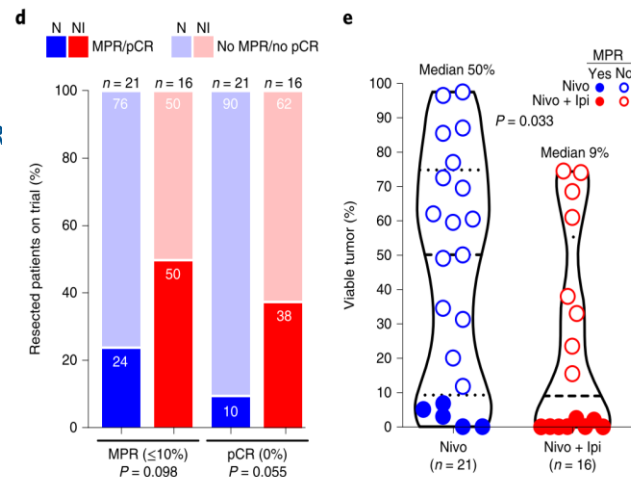 d
N NI
MPR/pCR No MPR/no pCR
n = 21 n = 16 n = 21 n = 16
100
80
60
40
20
0
Resected patients on trial (%)
76 50 90 62
24 50 10 38
MPR (≤10%) pCR (0%)
P = 0.098 P = 0.055
e
MPR
Yes No
Nivo
Nivo + Ipi
Median 50%
P = 0.033
Median 9%
100
90
80
70
60
50
40
30
20
10
0
Viable tumor (%)
Nivo Nivo + Ipi
(n = 21) (n = 16)